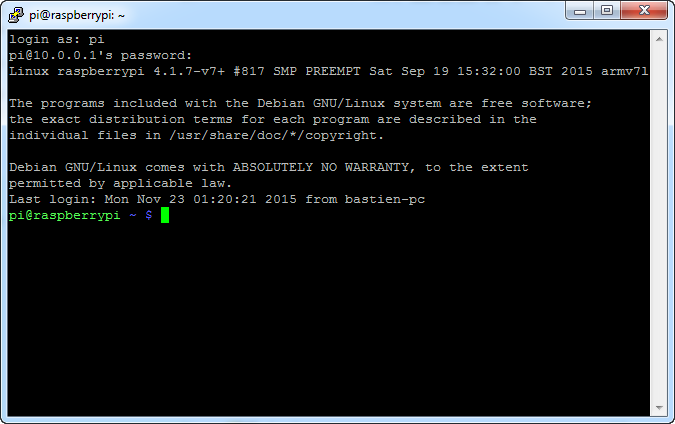 pi@raspberrypi: ~
login as: pi
pi@10.0.0.1's password:
Linux raspberrypi 4.1.7-v7+ #817 SMP PREEMPT Sat Sep 19 15:32:00 BST 2015 armv7l
The programs included with the Debian GNU/Linux system are free software;
the exact distribution terms for each program are described in the
individual files in /usr/share/doc/*/copyright.
Debian GNU/Linux comes with ABSOLUTELY NO WARRANTY, to the extent
permitted by applicable law.
Last login: Mon Nov 23 01:20:21 2015 from bastien-pc
pi@raspberrypi ~ $